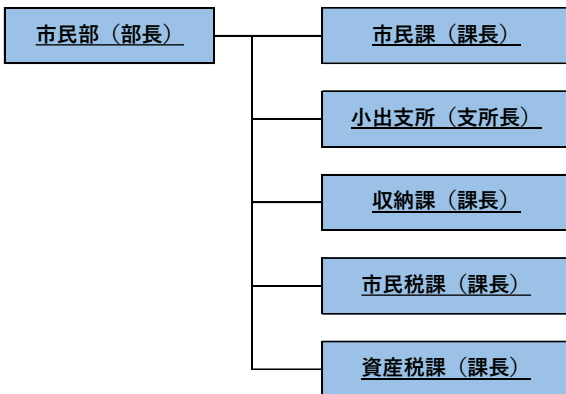 市民部（部長）
市民課（課長）
小出支所（支所長）
収納課（課長）
市民税課（課長）
資産税課（課長）